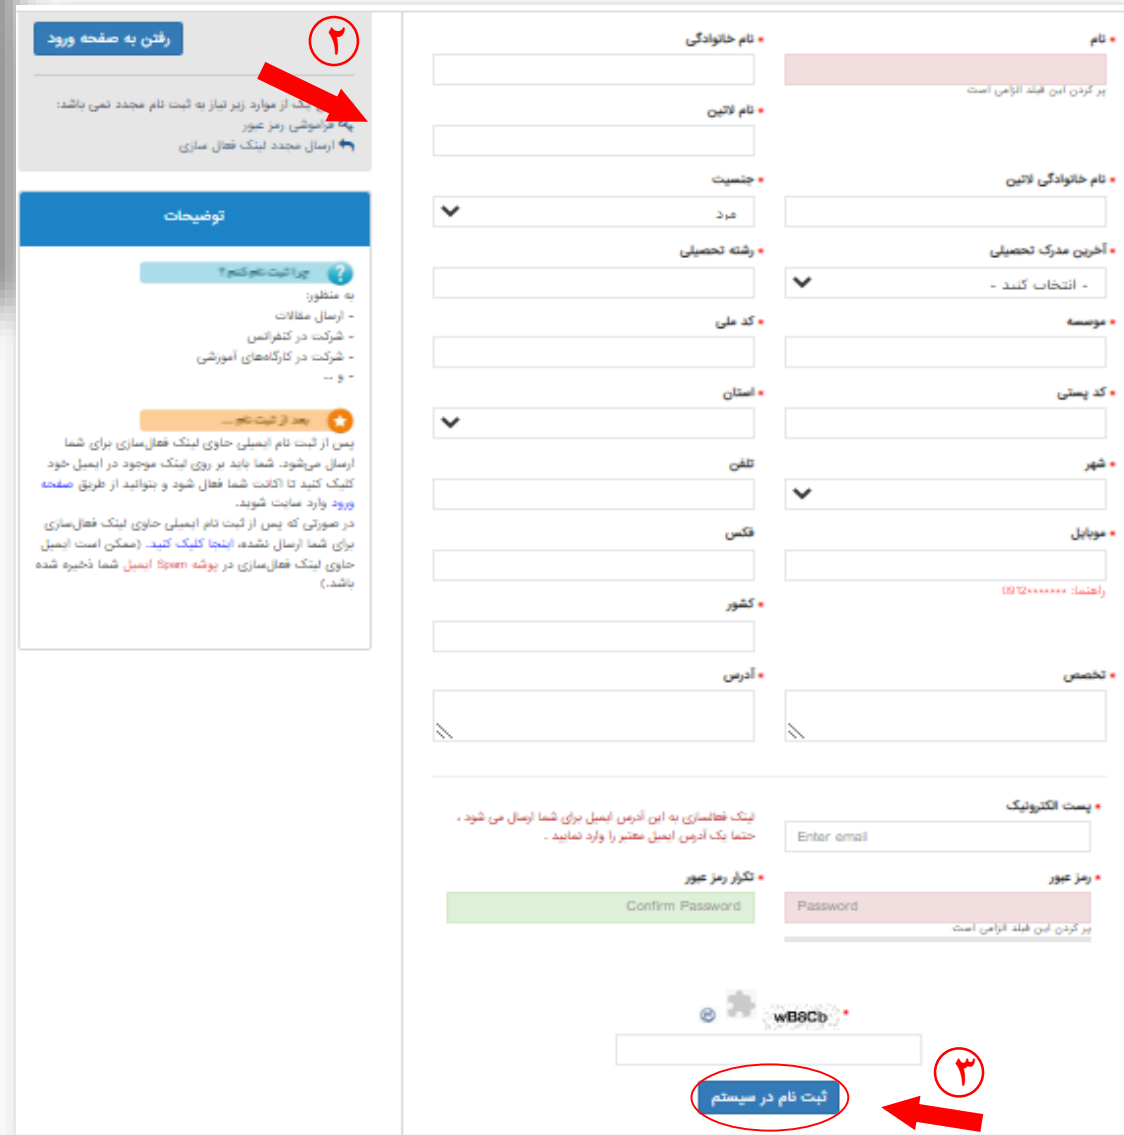 رفتن به صفحه ورود
۲
یک از موارد زیر نیاز به ثبت نام مجدد نمی باشد:
فراموشی رمز عبور
ارسال مجدد لینک فعال سازی
توضیحات
چرا ثبت نام کنم؟
به منظور:
- ارسال مقالات
- شرکت در کنفرانس
- شرکت در کارگاه‌های آموزشی
- و ...
بعد از ثبت نام ...
پس از ثبت نام ایمیلی حاوی لینک فعال‌سازی برای شما
ارسال می‌شود. شما باید بر روی لینک موجود در ایمیل خود
کلیک کنید تا اکانت شما فعال شود و بتوانید از طریق صفحه
ورود وارد سایت شوید.
در صورتی که پس از ثبت نام ایمیلی حاوی لینک فعال‌سازی
برای شما ارسال نشده، اینجا کلیک کنید. (ممکن است ایمیل
حاوی لینک فعال‌سازی در پوشه Spam ایمیل شما ذخیره شده
باشد.)
* نام
* نام خانوادگی
پر کردن این فیلد الزامی است
* نام لاتین
* نام خانوادگی لاتین
* جنسیت
مرد
* آخرین مدرک تحصیلی
* رشته تحصیلی
- انتخاب کنید -
* موسسه
* کد ملی
* کد پستی
* استان
* شهر
تلفن
* موبایل
فکس
راهنما: 0912*******
* کشور
* تخصص
* آدرس
* پست الکترونیک
Enter email
لینک فعالسازی به این آدرس ایمیل برای شما ارسال می شود ،
حتما یک آدرس ایمیل معتبر را وارد نمایید .
* رمز عبور
* تکرار رمز عبور
Password
Confirm Password
پر کردن این فیلد الزامی است
* wB8Cb
۳
ثبت نام در سیستم